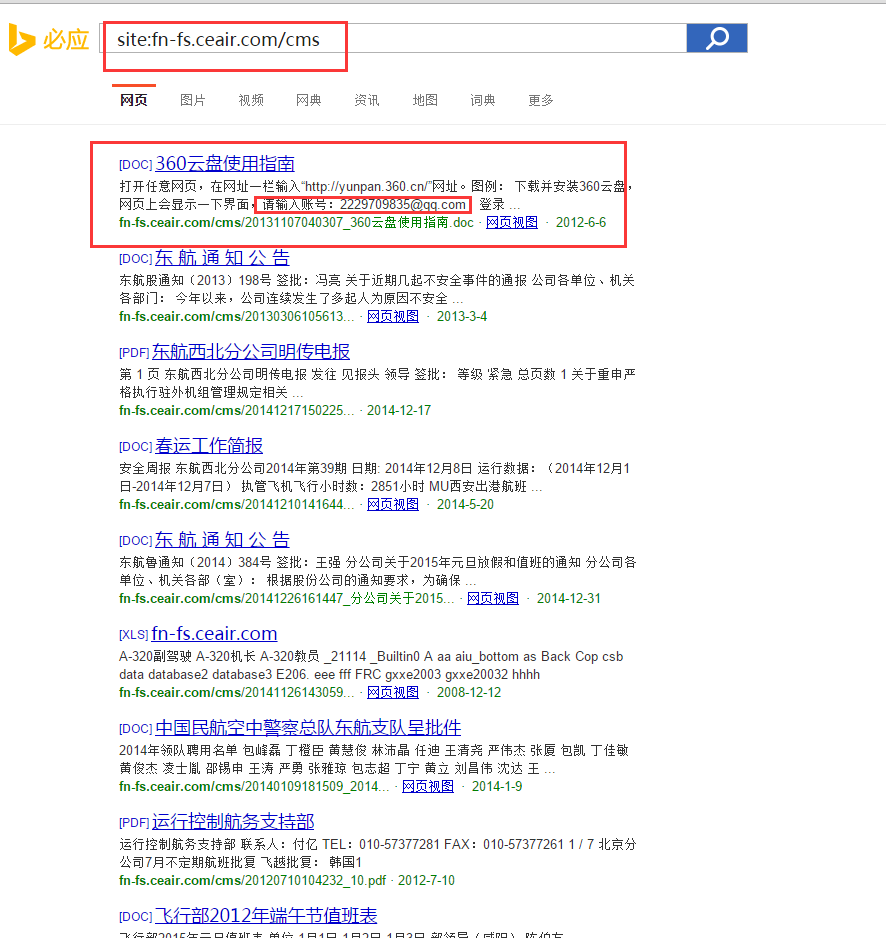 必应
site:fn-fs.ceair.com/cms
网页 图片 视频 网典 资讯 地图 词典 更多
[DOC] 360云盘使用指南
打开任意网页，在网址一栏输入“http://yunpan.360.cn/”网址。图例： 下载并安装360云盘，
网页上会显示一下界面，请输入账号：2229709835@qq.com 登录 ...
fn-fs.ceair.com/cms/20131107040307_360云盘使用指南.doc · 网页视图 · 2012-6-6
[DOC] 东 航 通 知 公 告
东航股通知（2013）198号 签批：冯亮 关于近期几起不安全事件的通报 公司各单位、机关
各部门： 今年以来，公司连续发生了多起人为原因不安全 ...
fn-fs.ceair.com/cms/20130306105613... · 网页视图 · 2013-3-4
[PDF] 东航西北分公司明传电报
第 1 页 东航西北分公司明传电报 发往 见报头 领导 签批： 等级 紧急 总页数 1 关于重申严
格执行驻外机组管理规定相关 ...
fn-fs.ceair.com/cms/20141217150225... · 2014-12-17
[DOC] 春运工作简报
安全周报 东航西北分公司2014年第39期 日期: 2014年12月8日 运行数据：（2014年12月1
日-2014年12月7日） 执管飞机飞行小时数：2851小时 MU西安出港航班 ...
fn-fs.ceair.com/cms/20141210141644... · 网页视图 · 2014-5-20
[DOC] 东 航 通 知 公 告
东航鲁通知（2014）384号 签批：王强 分公司关于2015年元旦放假和值班的通知 分公司各
单位、机关各部（室）： 根据股份公司的通知要求，为确保 ...
fn-fs.ceair.com/cms/20141226161447_分公司关于2015... · 网页视图 · 2014-12-31
[XLS] fn-fs.ceair.com
A-320副驾驶 A-320机长 A-320教员 _21114 _Builtin0 A aa aiu_bottom as Back Cop csb
data database2 database3 E206. eee fff FRC gxxe2003 gxxe20032 hhhh
fn-fs.ceair.com/cms/20141126143059... · 网页视图 · 2008-12-12
[DOC] 中国民航空中警察总队东航支队呈批件
2014年领队聘用名单 包峰磊 丁橙臣 黄慧俊 林沛晶 任迪 王清尧 严伟杰 张厦 包凯 丁佳敏
黄俊杰 凌士胤 邵锡申 王涛 严勇 张雅琼 包志超 丁宁 黄立 刘昌伟 沈达 王 ...
fn-fs.ceair.com/cms/20140109181509_2014... · 网页视图 · 2014-1-9
[PDF] 运行控制航务支持部
运行控制航务支持部 联系人：付亿 TEL：010-57377281 FAX：010-57377261 1 / 7 北京分
公司7月不定期航班批复 飞越批复： 韩国1
fn-fs.ceair.com/cms/20120710104232_10.pdf · 2012-7-10
[DOC] 飞行部2012年端午节值班表
飞行部2015年元旦值班表 单位 1月1日 1月2日 1月3日